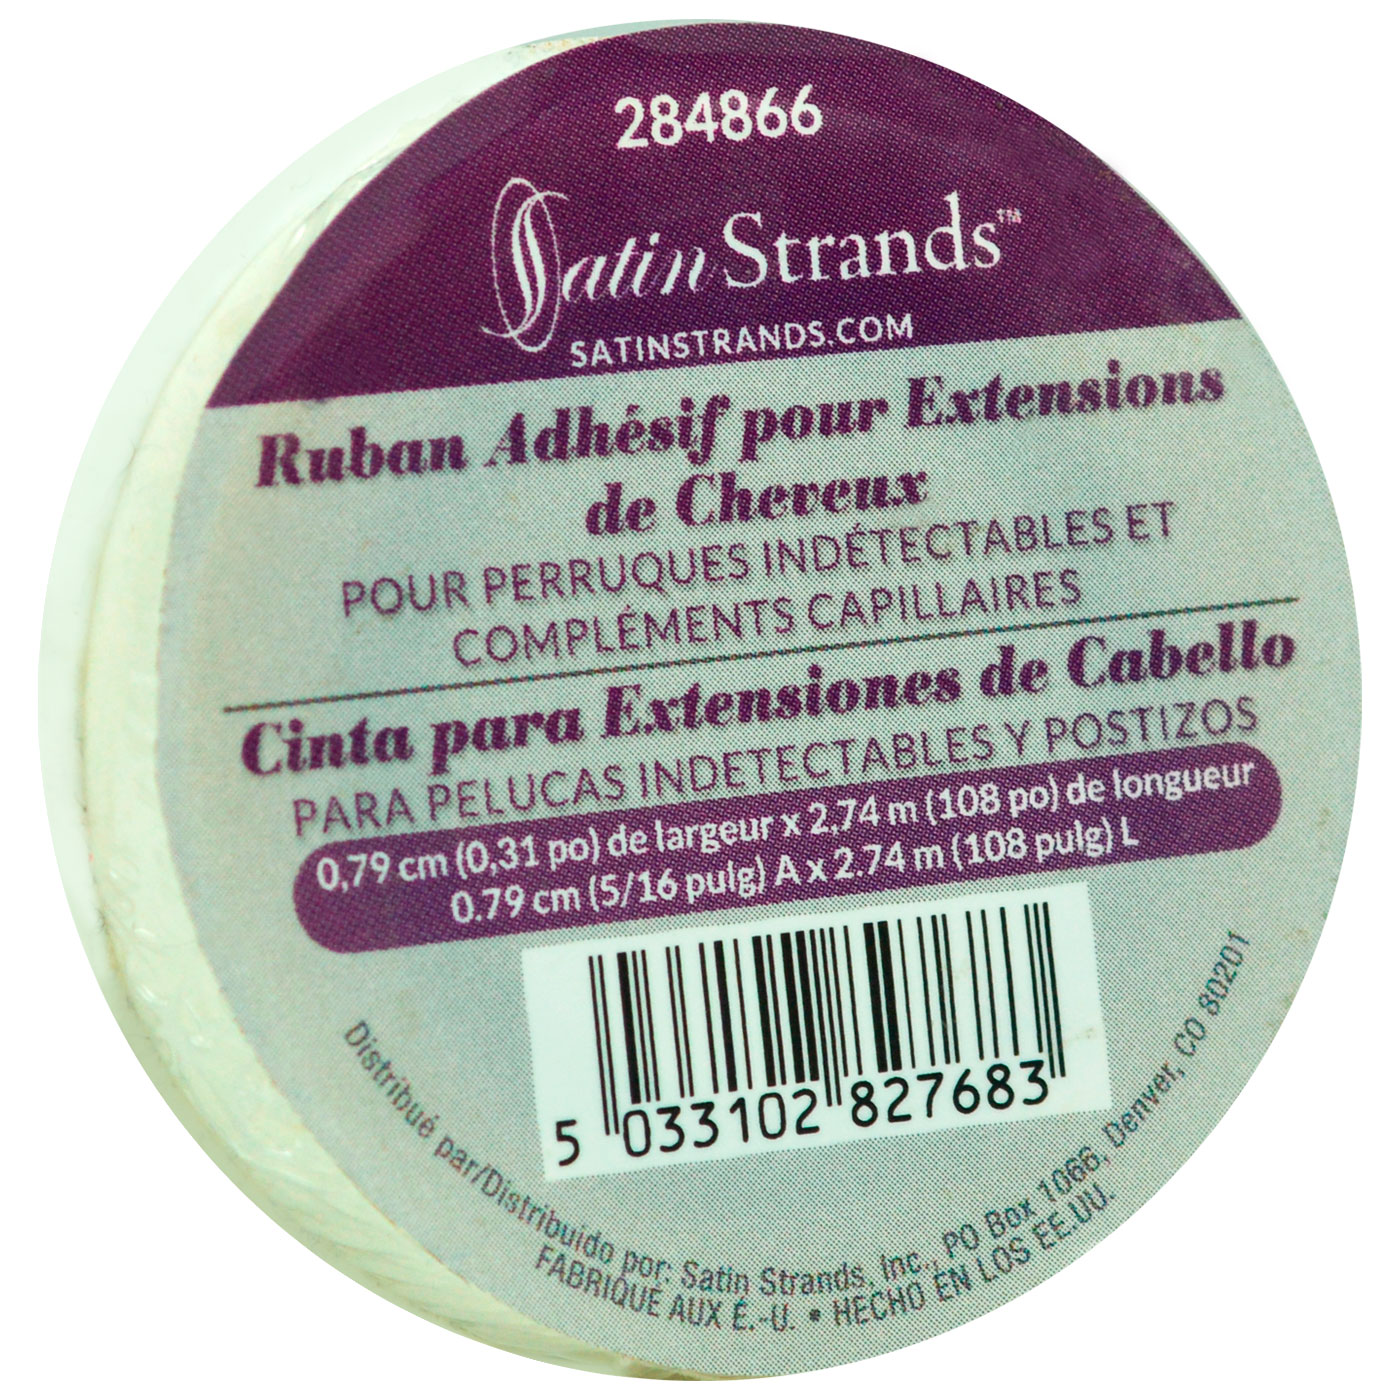 284866
Satin Strands™
SATINSTRANDS.COM
Ruban Adhésif pour Extensions
de Cheveux
POUR PERRUQUES INDÉTECTABLES ET
COMPLÉMENTS CAPILLAIRES
Cinta para Extensiones de Cabello
PARA PELUCAS INDETECTABLES Y POSTIZOS
0,79 cm (0,31 po) de largeur x 2,74 m (108 po) de longueur
0.79 cm (5/16 pulg) A x 2.74 m (108 pulg) L
5 033102 827683
Distribué par/Distribuido por: Satin Strands, Inc., PO Box 1066, Denver, CO 80201
FABRIQUÉ AUX É.-U. • HECHO EN LOS EE.UU.